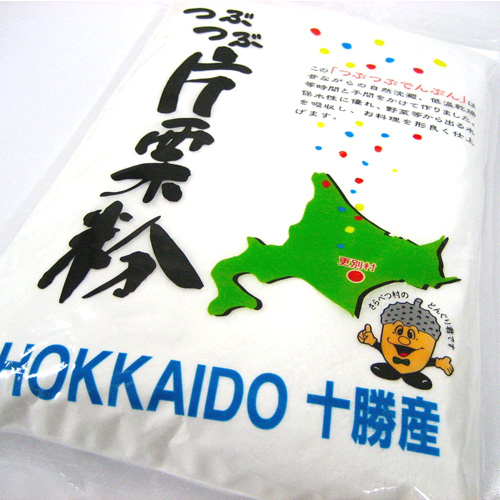 つぶつぶ
片栗粉
この「つぶつぶでんぷん」は
昔ながらの自然沈澱、低温乾燥
等時間と手間をかけて作りました。
保水性に優れ、野菜等から出る水
を吸収し、お料理を形良く仕上
げます。
更別村
さらべつ村の
どんぐり君です
HOKKAIDO 十勝産